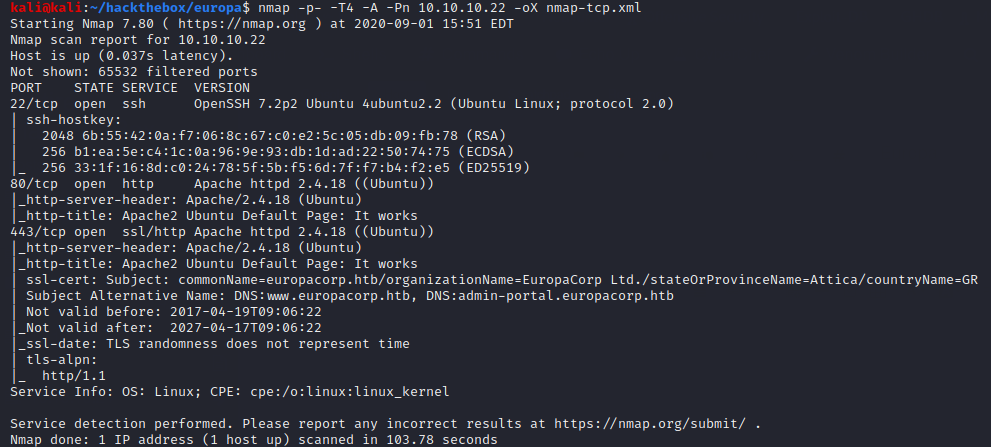 kali@kali:~/hackthebox/europa$ nmap -p- -T4 -A -Pn 10.10.10.22 -oX nmap-tcp.xml
Starting Nmap 7.80 ( https://nmap.org ) at 2020-09-01 15:51 EDT
Nmap scan report for 10.10.10.22
Host is up (0.037s latency).
Not shown: 65532 filtered ports
PORT    STATE SERVICE  VERSION
22/tcp  open  ssh      OpenSSH 7.2p2 Ubuntu 4ubuntu2.2 (Ubuntu Linux; protocol 2.0)
| ssh-hostkey:
|   2048 6b:55:42:0a:f7:06:8c:67:c0:e2:5c:05:db:09:fb:78 (RSA)
|   256 b1:ea:5e:c4:1c:0a:96:9e:93:db:1d:ad:22:50:74:75 (ECDSA)
|_  256 33:1f:16:8d:c0:24:78:5f:5b:f5:6d:7f:f7:b4:f2:e5 (ED25519)
80/tcp  open  http     Apache httpd 2.4.18 ((Ubuntu))
|_http-server-header: Apache/2.4.18 (Ubuntu)
|_http-title: Apache2 Ubuntu Default Page: It works
443/tcp open  ssl/http Apache httpd 2.4.18 ((Ubuntu))
|_http-server-header: Apache/2.4.18 (Ubuntu)
|_http-title: Apache2 Ubuntu Default Page: It works
| ssl-cert: Subject: commonName=europacorp.htb/organizationName=EuropaCorp Ltd./stateOrProvinceName=Attica/countryName=GR
| Subject Alternative Name: DNS:www.europacorp.htb, DNS:admin-portal.europacorp.htb
| Not valid before: 2017-04-19T09:06:22
|_Not valid after:  2027-04-17T09:06:22
|_ssl-date: TLS randomness does not represent time
| tls-alpn:
|_  http/1.1
Service Info: OS: Linux; CPE: cpe:/o:linux:linux_kernel

Service detection performed. Please report any incorrect results at https://nmap.org/submit/ .
Nmap done: 1 IP address (1 host up) scanned in 103.78 seconds